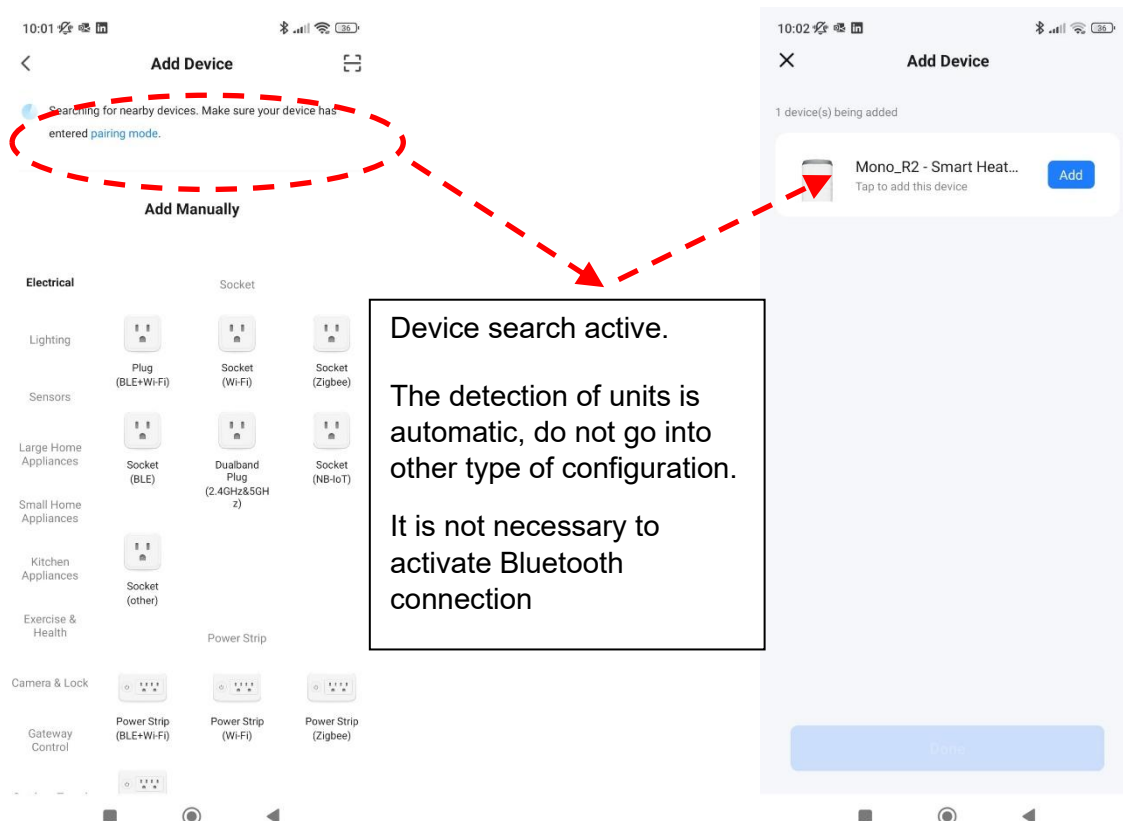 10:01
36
Add Device
Searching for nearby devices. Make sure your device has
entered pairing mode.
Add Manually
Electrical
Lighting
Sensors
Large Home
Appliances
Small Home
Appliances
Kitchen
Appliances
Exercise &
Health
Camera & Lock
Gateway
Control
Socket
Plug
(BLE+Wi-Fi)
Socket
(Wi-Fi)
Socket
(Zigbee)
Socket
(BLE)
Dualband
Plug
(2.4GHz&5GH
z)
Socket
(NB-IoT)
Socket
(other)
Power Strip
Power Strip
(BLE+Wi-Fi)
Power Strip
(Wi-Fi)
Power Strip
(Zigbee)
Device search active.
The detection of units is
automatic, do not go into
other type of configuration.
It is not necessary to
activate Bluetooth
connection
10:02
36
Add Device
1 device(s) being added
Mono_R2 - Smart Heat...
Tap to add this device
Add
Done